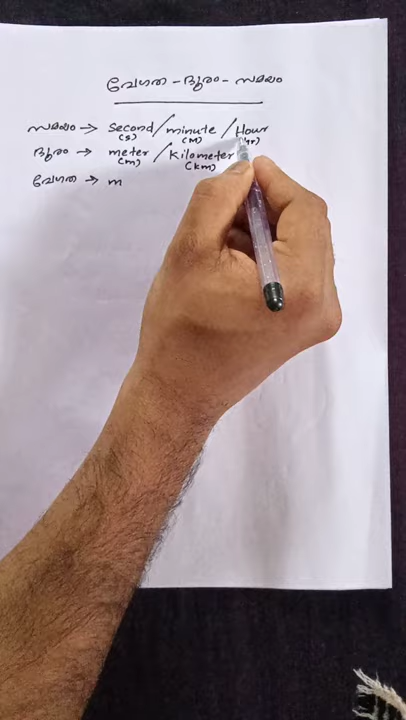 വേഗത - ദൂരം - സമയം
സമയം → Second / minute / Hour
(s) (M) (hr)
ദൂരം → meter / Kilometer
(m) (km)
വേഗത → m